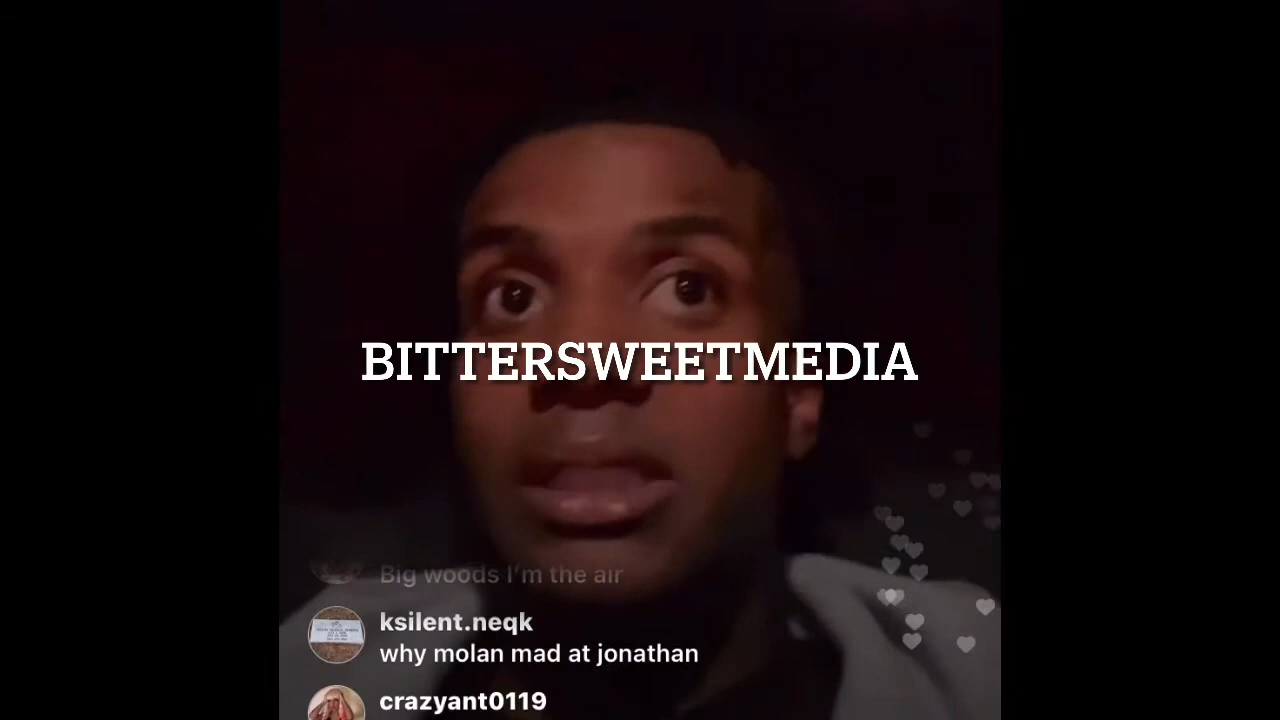 BITTERSWEETMEDIA
Big woods I'm the air
ksilent.neqk
why molan mad at jonathan
crazyant0119